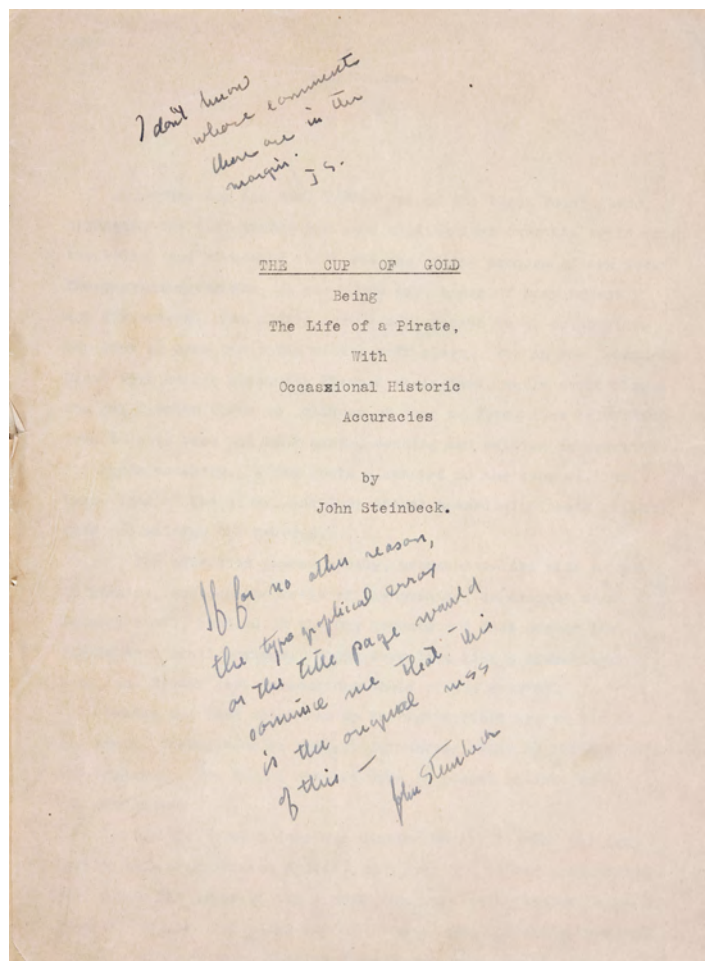 I don't know
whose comments
there are in the
margin.
J S.
THE CUP OF GOLD
Being
The Life of a Pirate,
With
Occasxional Historic
Accuracies
by
John Steinbeck.
If for no other reason,
the typographical error
on the title page would
convince me that this
is the original mss
of this —
John Steinbeck